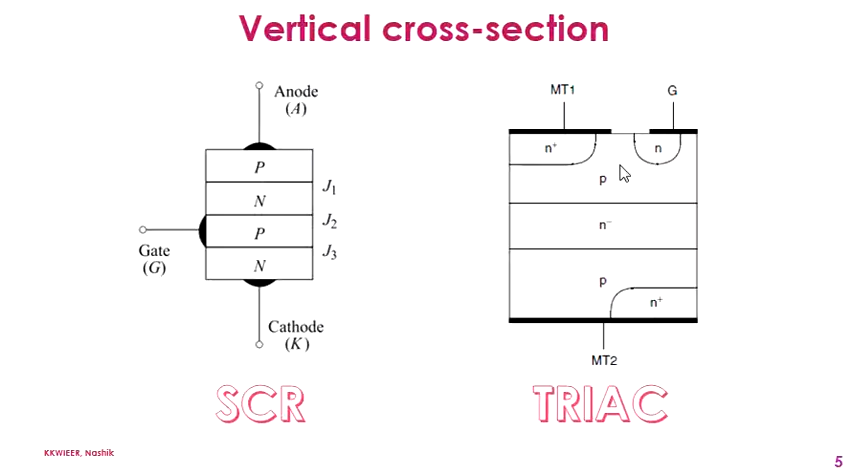 Vertical cross-section
Anode
(A)
P
J1
N
J2
Gate
(G)
P
J3
N
Cathode
(K)
SCR
MT1
G
n+
n
p
n−
p
n+
MT2
TRIAC
KKWIEER, Nashik
5